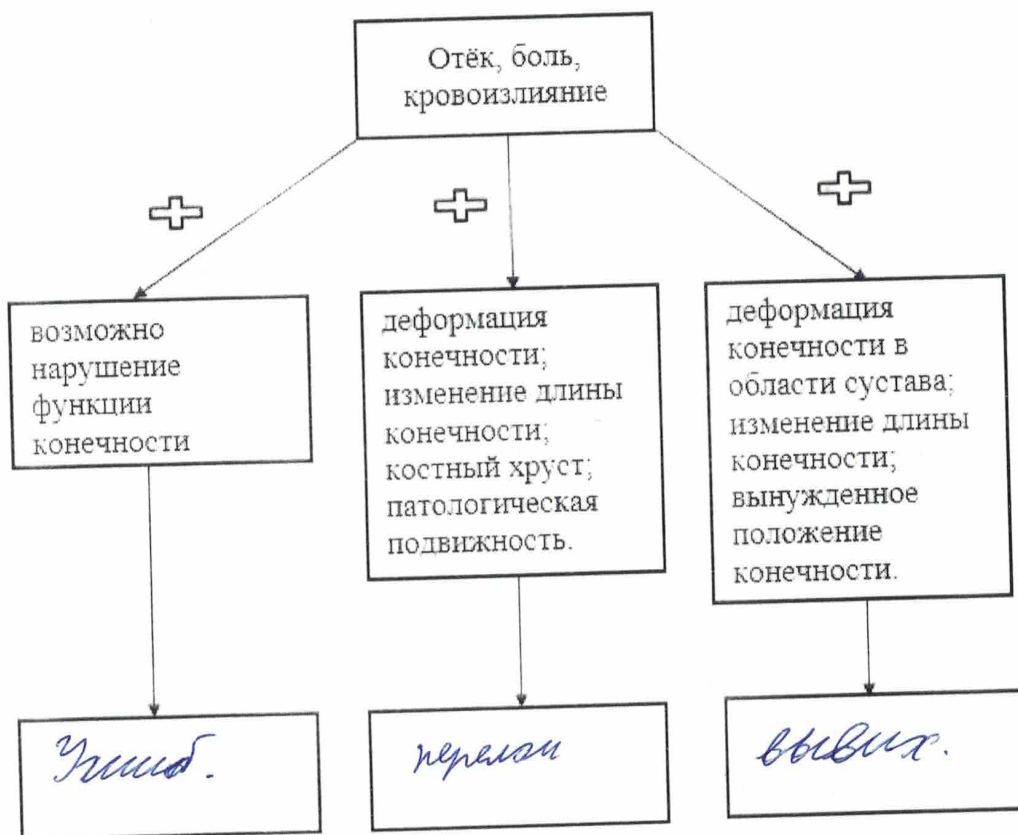 Отёк, боль,
кровоизлияние
возможно
нарушение
функции
конечности
деформация
конечности;
изменение длины
конечности;
костный хруст;
патологическая
подвижность.
деформация
конечности в
области сустава;
изменение длины
конечности;
вынужденное
положение
конечности.
Ушиб.
перелом
вывих.